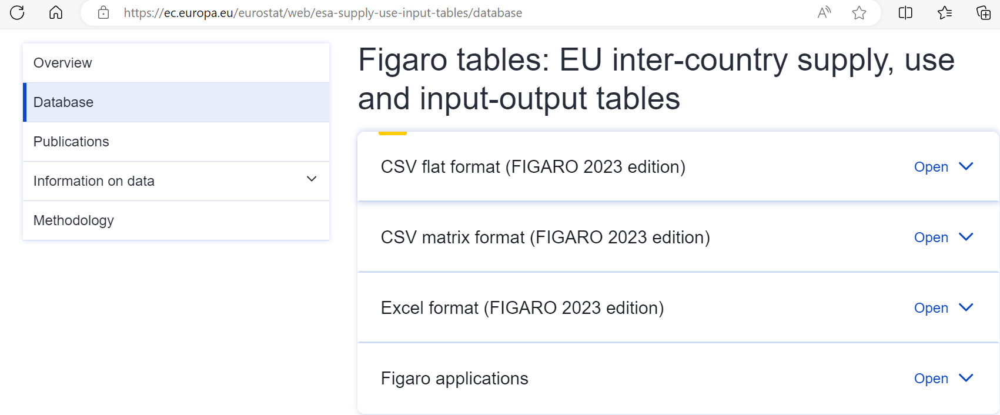 https://ec.europa.eu/eurostat/web/esa-supply-use-input-tables/database
Overview
Database
Publications
Information on data
Methodology
Figaro tables: EU inter-country supply, use
and input-output tables
CSV flat format (FIGARO 2023 edition) Open
CSV matrix format (FIGARO 2023 edition) Open
Excel format (FIGARO 2023 edition) Open
Figaro applications Open